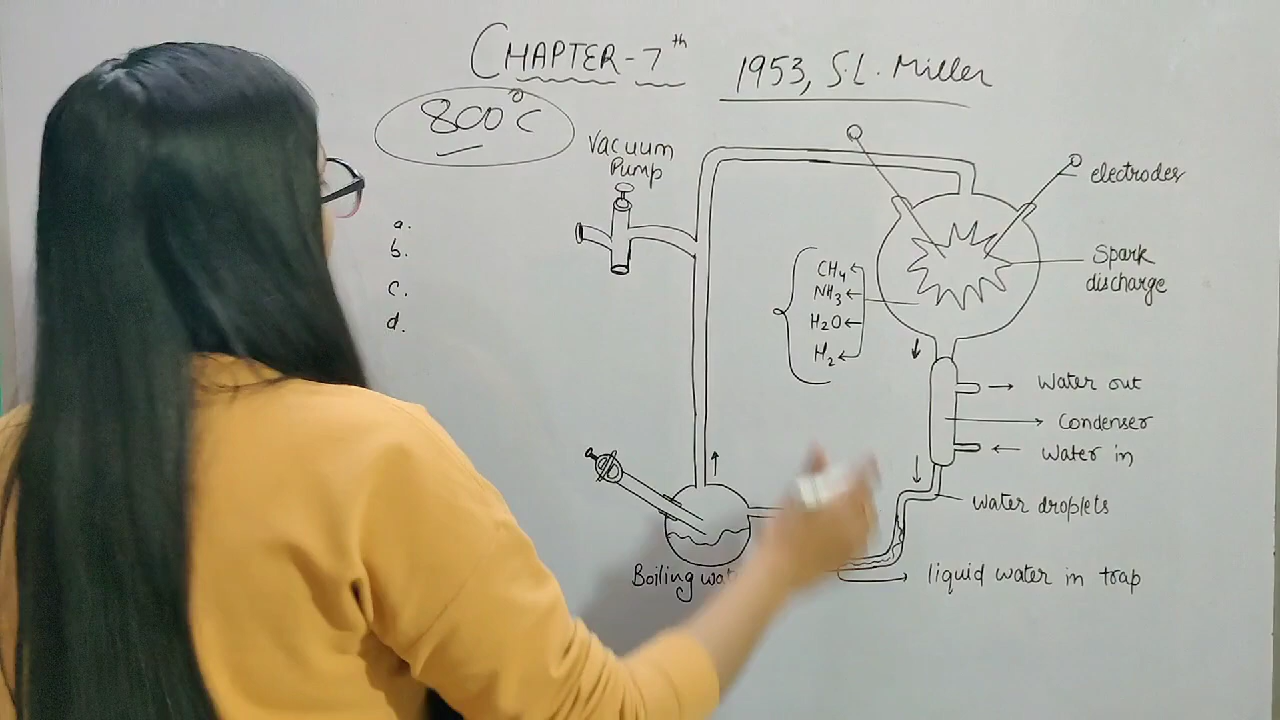 CHAPTER-7th
1953, S.L. Miller
800°C
Vacuum
Pump
electrodes
Spark
discharge
a.
b.
c.
d.
CH4
NH3
H2O
H2
Water out
Condenser
Water in
Water droplets
liquid water in trap
Boiling